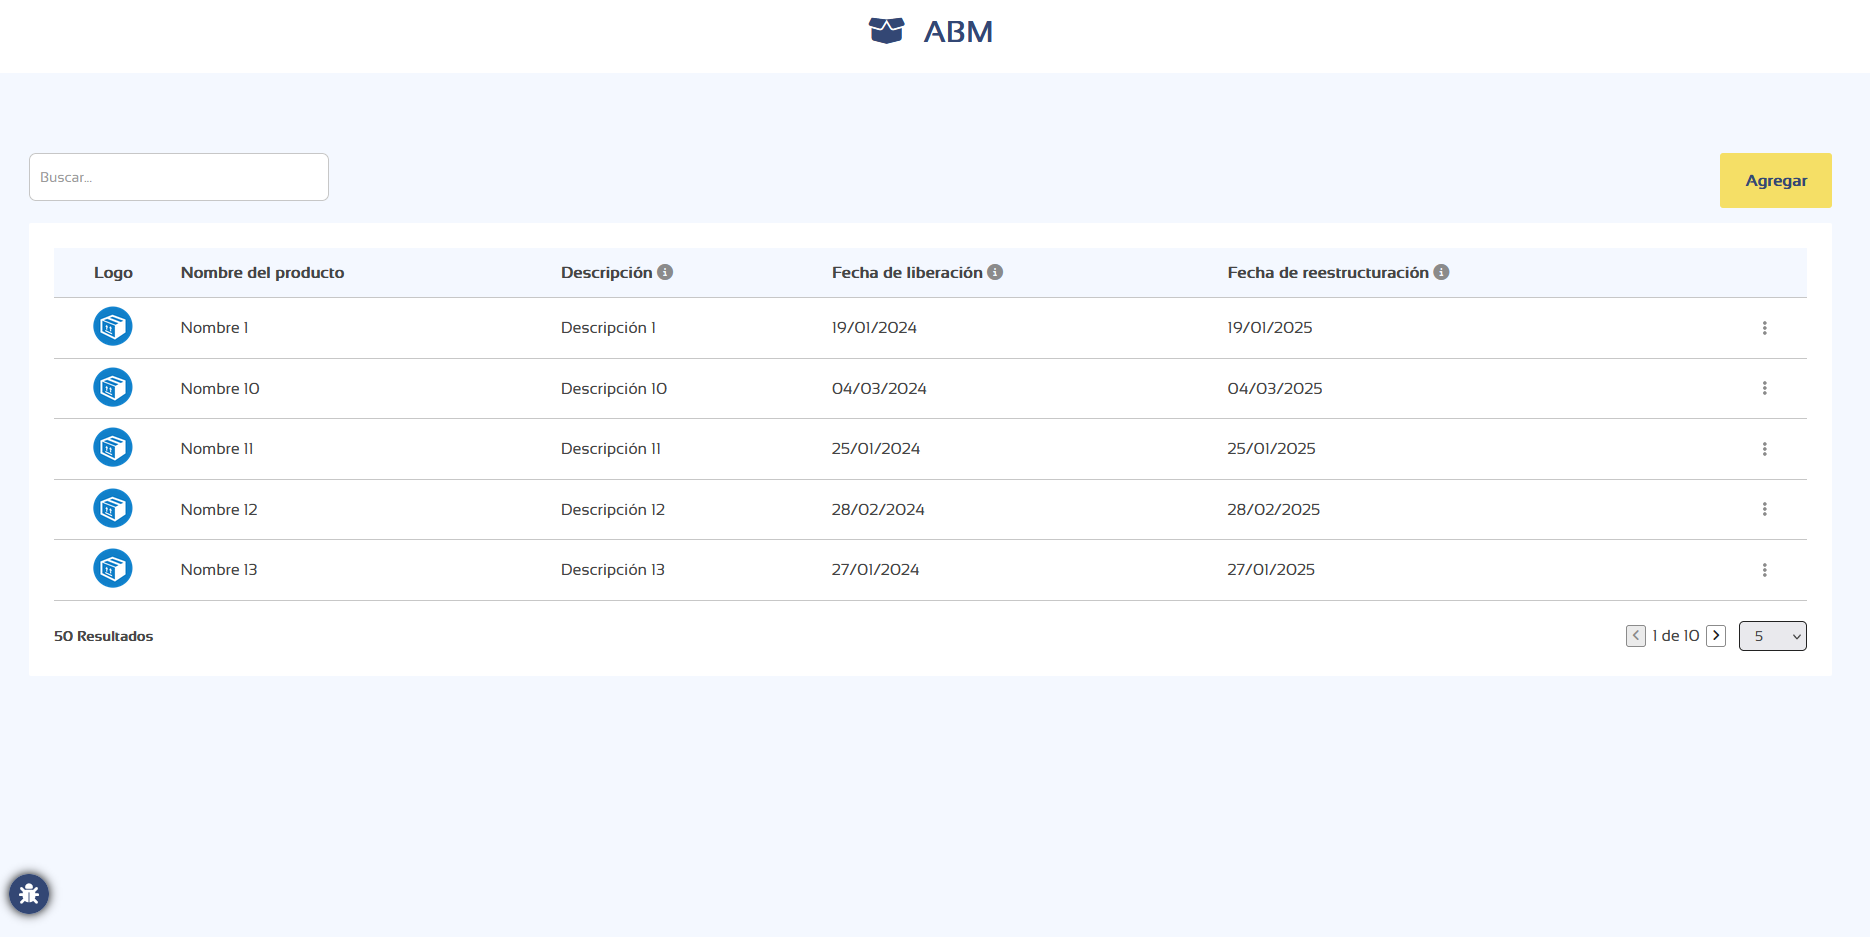 ABM
Buscar...
Agregar
Logo Nombre del producto Descripción Fecha de liberación Fecha de reestructuración
Nombre 1 Descripción 1 19/01/2024 19/01/2025
Nombre 10 Descripción 10 04/03/2024 04/03/2025
Nombre 11 Descripción 11 25/01/2024 25/01/2025
Nombre 12 Descripción 12 28/02/2024 28/02/2025
Nombre 13 Descripción 13 27/01/2024 27/01/2025
50 Resultados 1 de 10 5